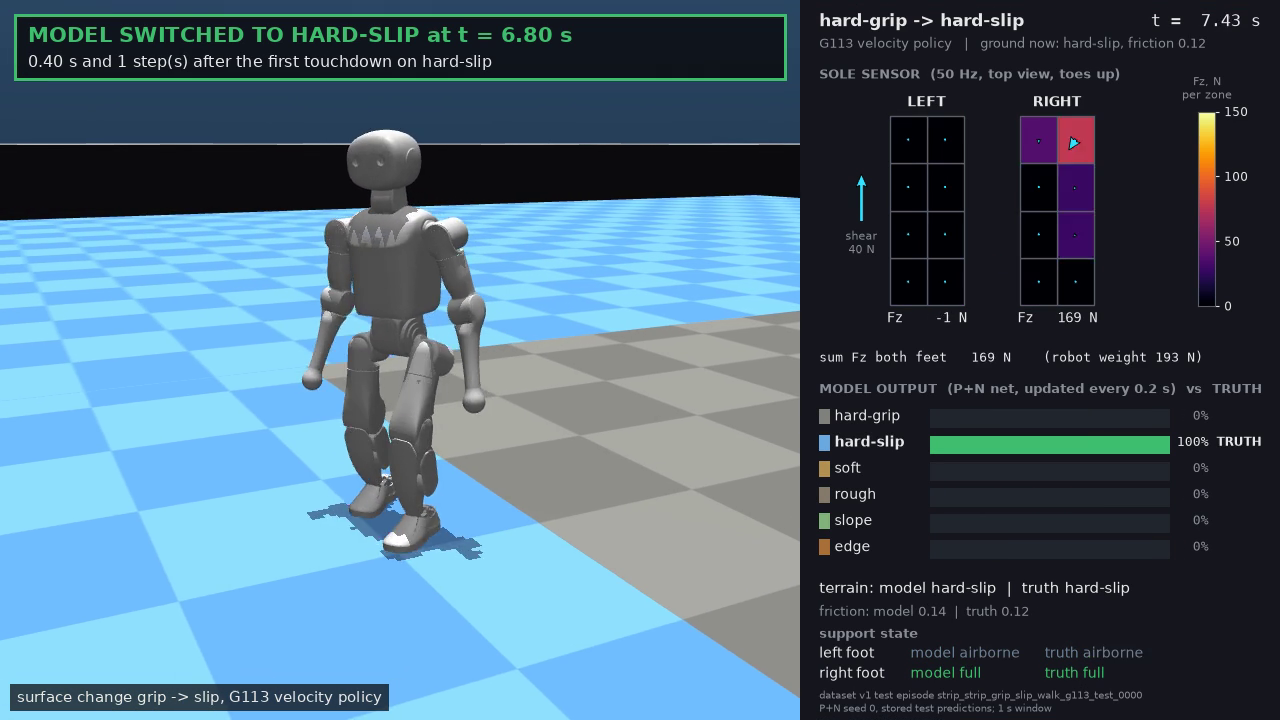 MODEL SWITCHED TO HARD-SLIP at t = 6.80 s
0.40 s and 1 step(s) after the first touchdown on hard-slip
surface change grip -> slip, G113 velocity policy
hard-grip -> hard-slip t = 7.43 s
G113 velocity policy | ground now: hard-slip, friction 0.12
SOLE SENSOR (50 Hz, top view, toes up)
Fz, N
per zone
LEFT RIGHT
150
100
50
0
shear
40 N
Fz -1 N Fz 169 N
sum Fz both feet 169 N (robot weight 193 N)
MODEL OUTPUT (P+N net, updated every 0.2 s) vs TRUTH
hard-grip 0%
hard-slip 100% TRUTH
soft 0%
rough 0%
slope 0%
edge 0%
terrain: model hard-slip | truth hard-slip
friction: model 0.14 | truth 0.12
support state
left foot model airborne truth airborne
right foot model full truth full
dataset v1 test episode strip_strip_grip_slip_walk_g113_test_0000
P+N seed 0, stored test predictions; 1 s window